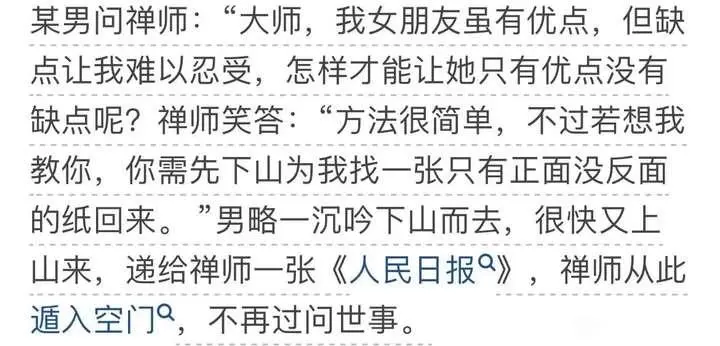 某男问禅师：“大师，我女朋友虽有优点，但缺
点让我难以忍受，怎样才能让她只有优点没有
缺点呢？禅师笑答：“方法很简单，不过若想我
教你，你需先下山为我找一张只有正面没反面
的纸回来。”男略一沉吟下山而去，很快又上
山来，递给禅师一张《人民日报》，禅师从此
遁入空门，不再过问世事。